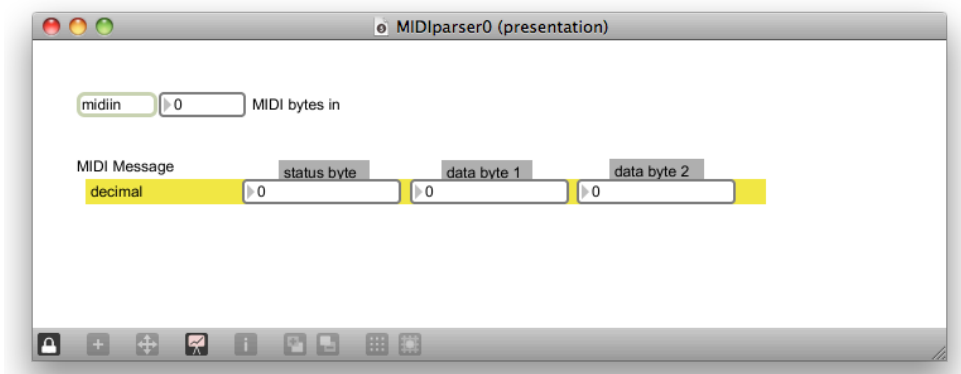 MIDIparser0 (presentation)
midiin 0 MIDI bytes in
MIDI Message status byte data byte 1 data byte 2
decimal 0 0 0